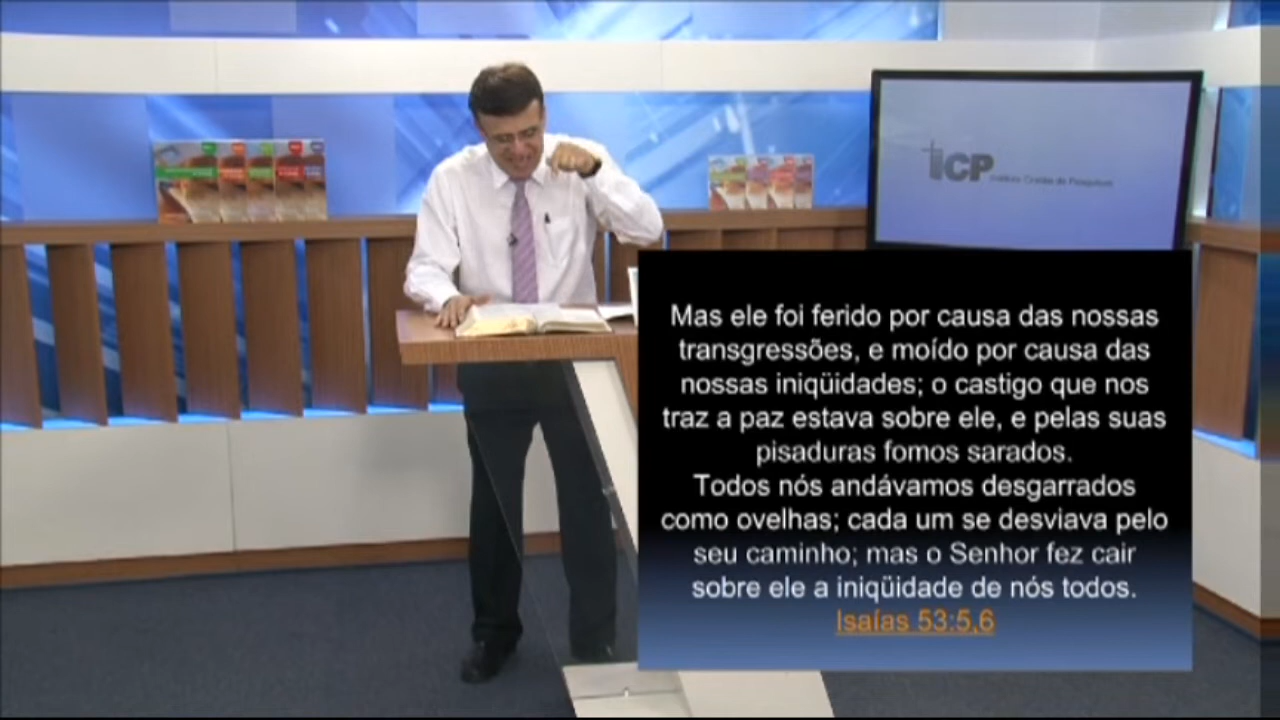 ICP
Mas ele foi ferido por causa das nossas
transgressões, e moído por causa das
nossas iniqüidades; o castigo que nos
traz a paz estava sobre ele, e pelas suas
pisaduras fomos sarados.
Todos nós andávamos desgarrados
como ovelhas; cada um se desviava pelo
seu caminho; mas o Senhor fez cair
sobre ele a iniqüidade de nós todos.
Isaías 53:5,6